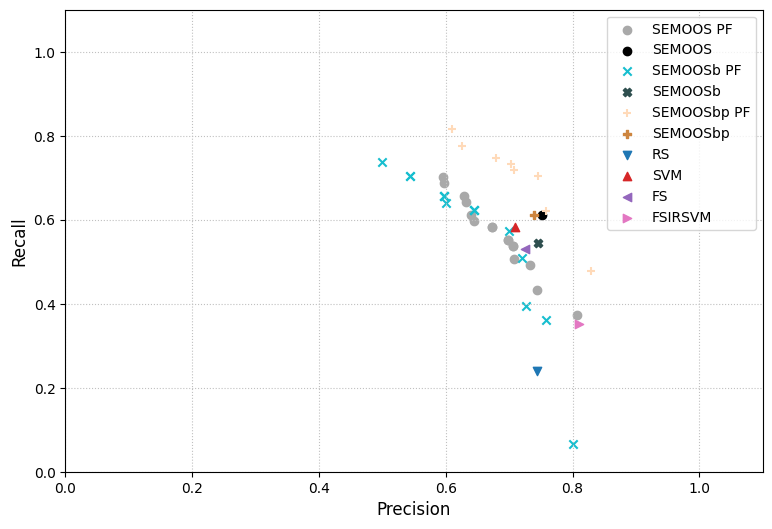 SEMOOS PF
SEMOOS
SEMOOSb PF
SEMOOSb
SEMOOSbp PF
SEMOOSbp
RS
SVM
FS
FSIRSVM
1.0
0.8
0.6
0.4
0.2
0.0
Recall
0.0 0.2 0.4 0.6 0.8 1.0
Precision